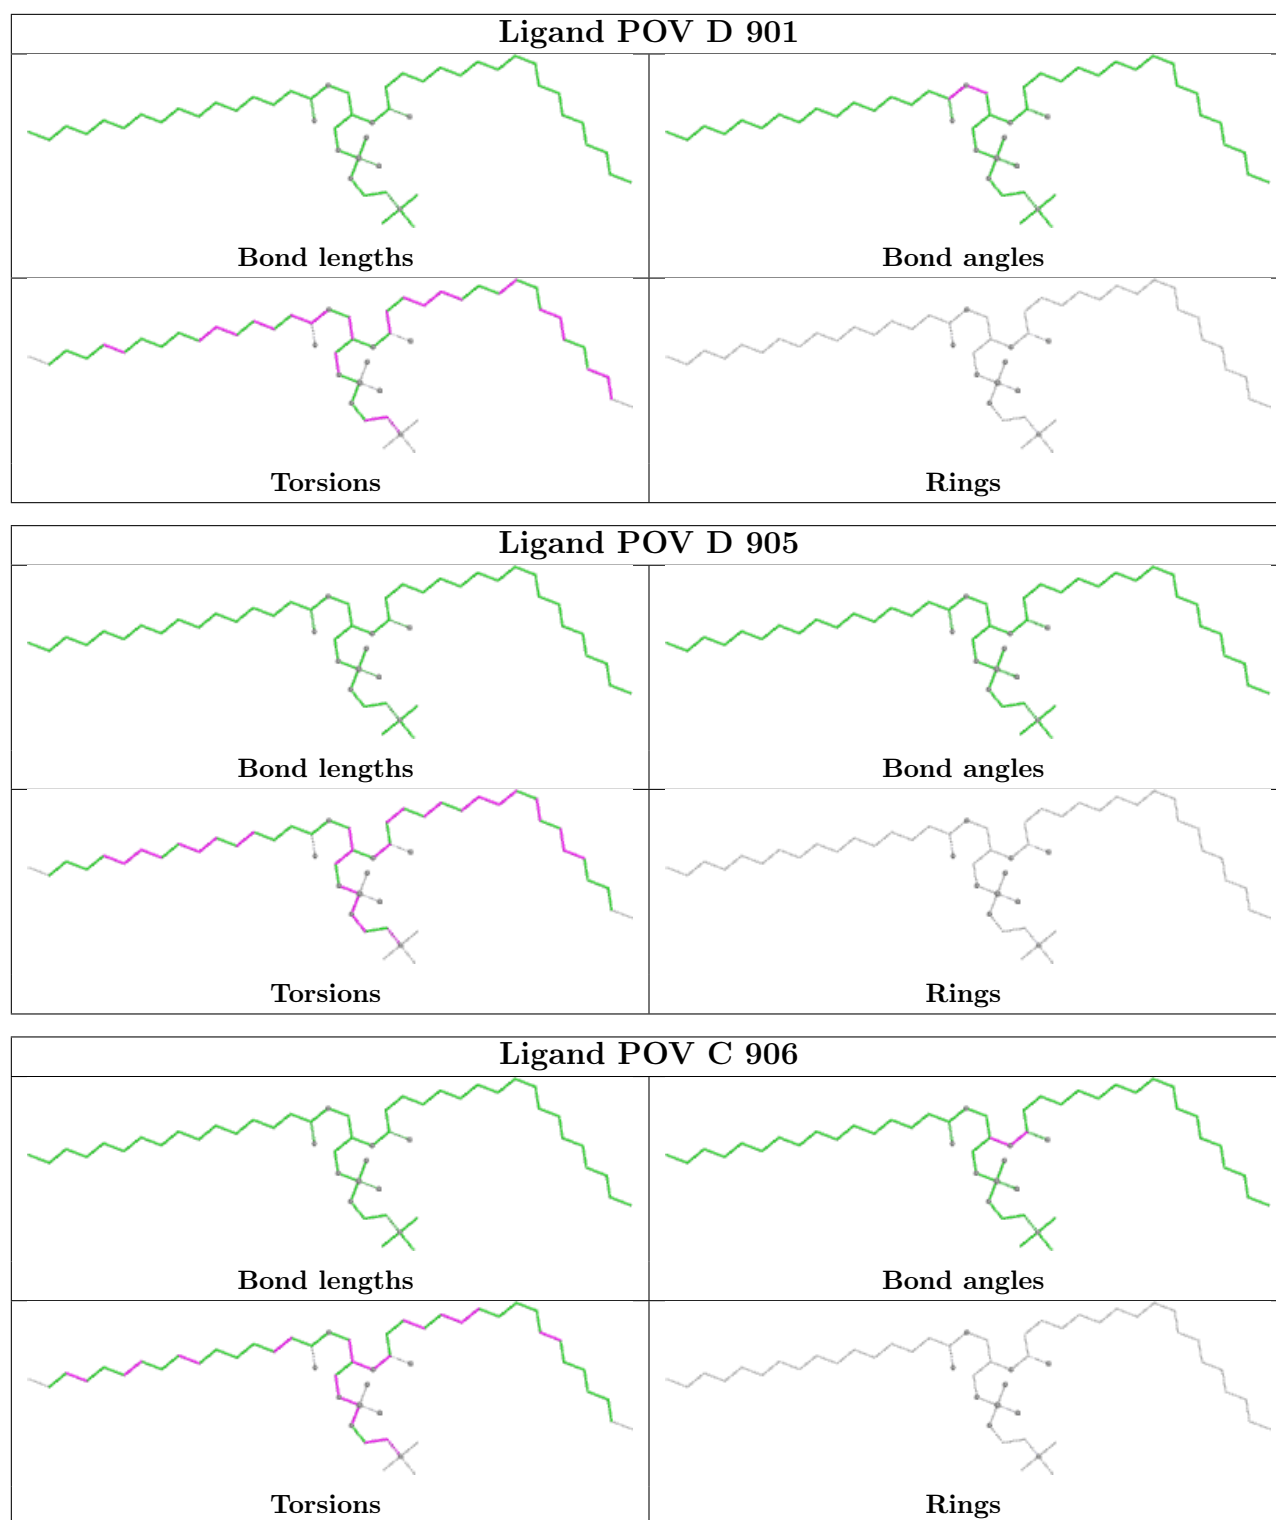 Ligand POV D 901
Bond lengths
Bond angles
Torsions
Rings
Ligand POV D 905
Bond lengths
Bond angles
Torsions
Rings
Ligand POV C 906
Bond lengths
Bond angles
Torsions
Rings